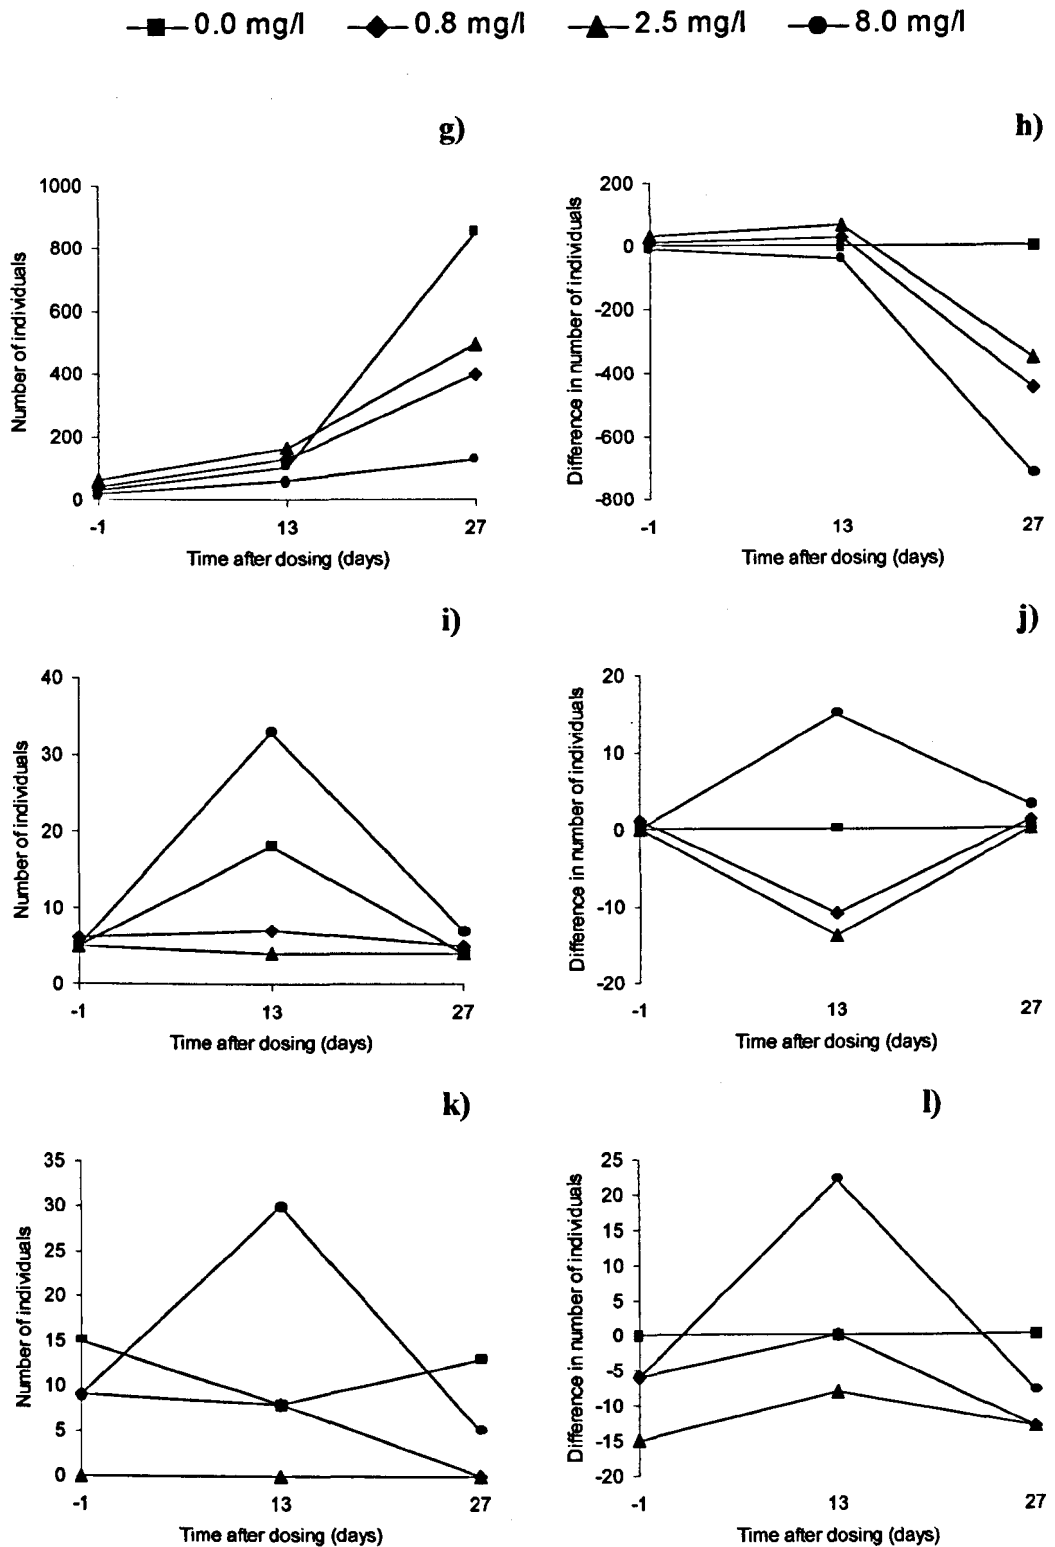 0.0 mg/l 0.8 mg/l 2.5 mg/l 8.0 mg/l
g)
1000
800
600
400
200
0
Number of individuals
-1 13 27
Time after dosing (days)
h)
200
0
-200
-400
-600
-800
Difference in number of individuals
-1 13 27
Time after dosing (days)
i)
40
30
20
10
0
Number of individuals
-1 13 27
Time after dosing (days)
j)
20
10
0
-10
-20
Difference in number of individuals
-1 13 27
Time after dosing (days)
k)
35
30
25
20
15
10
5
0
Number of individuals
-1 13 27
Time after dosing (days)
l)
25
20
15
10
5
0
-5
-10
-15
-20
Difference in number of individuals
-1 13 27
Time after dosing (days)